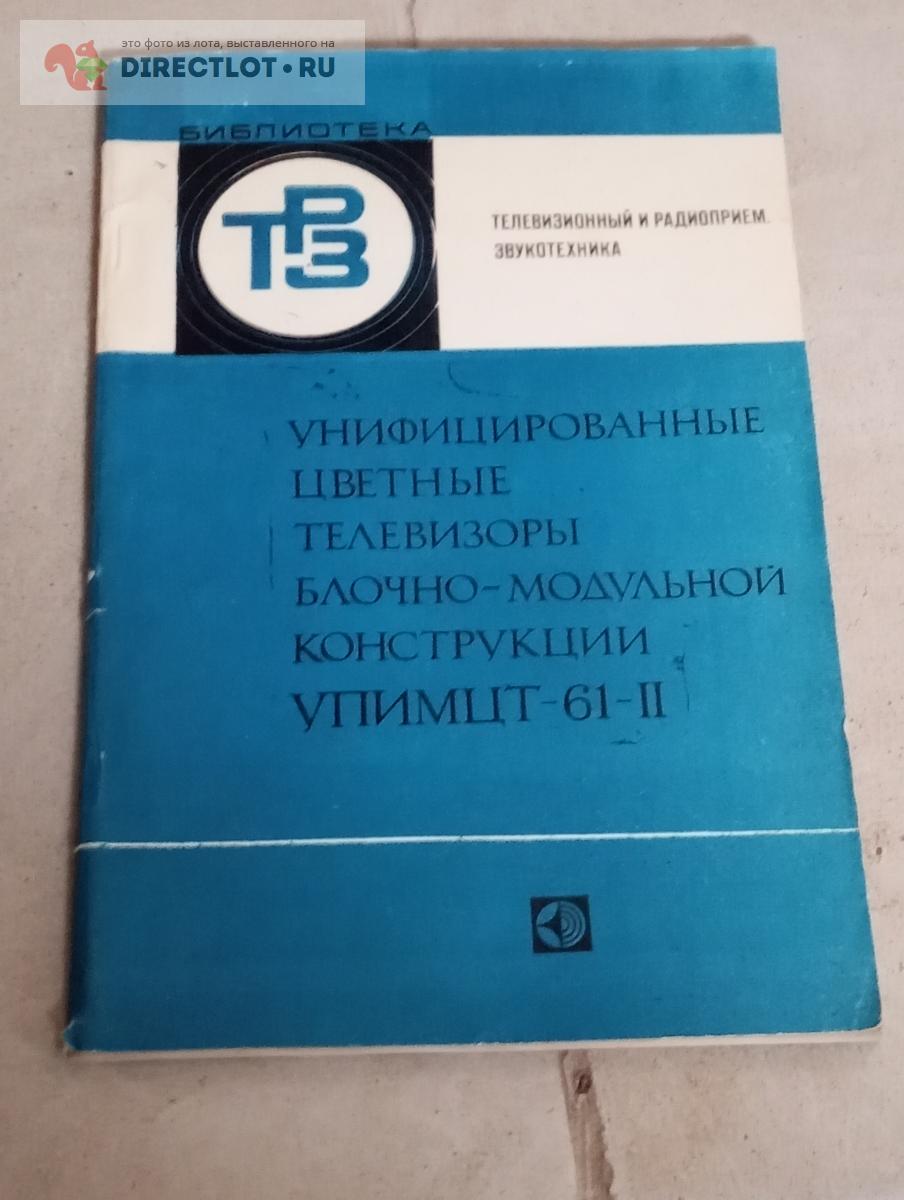 это фото из лота, выставленного на
DIRECTLOT•RU
БИБЛИОТЕКА
ТРЗ
ТЕЛЕВИЗИОННЫЙ И РАДИОПРИЕМ.
ЗВУКОТЕХНИКА
УНИФИЦИРОВАННЫЕ
ЦВЕТНЫЕ
ТЕЛЕВИЗОРЫ
БЛОЧНО-МОДУЛЬНОЙ
КОНСТРУКЦИИ
УПИМЦТ-61-II